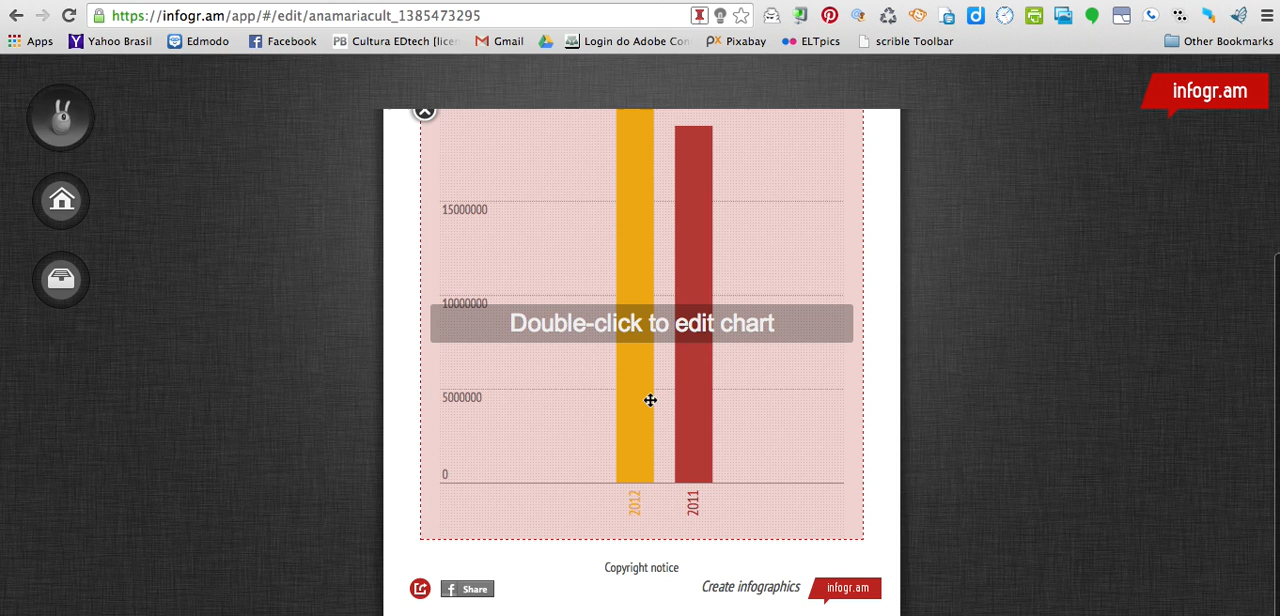 https://infogr.am/app/#/edit/anamariacult_1385473295
Apps Yahoo Brasil Edmodo Facebook PB Cultura EDtech [licen Gmail Login do Adobe Con px Pixabay ELTpics scrible Toolbar Other Bookmarks
infogr.am
15000000
10000000
Double-click to edit chart
5000000
0
2012 2011
Copyright notice
f Share Create infographics infogr.am